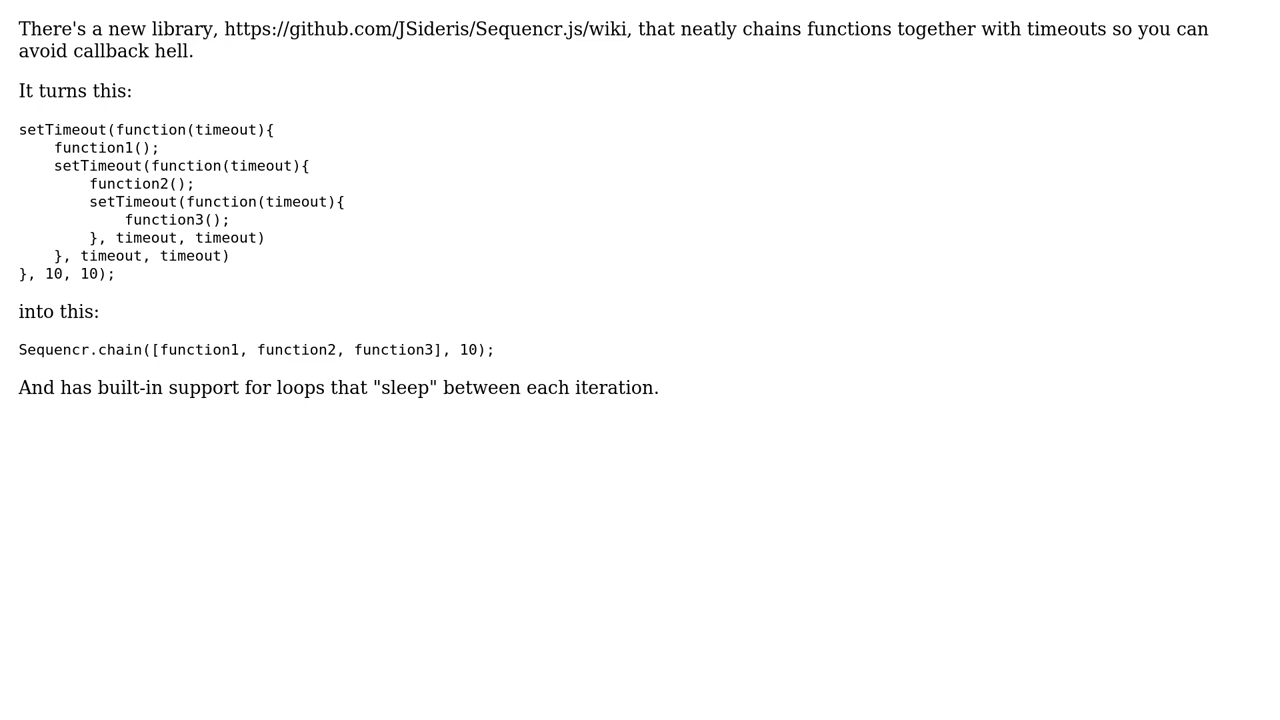 There's a new library, https://github.com/JSideris/Sequencr.js/wiki, that neatly chains functions together with timeouts so you can
avoid callback hell.
It turns this:
setTimeout(function(timeout){
    function1();
    setTimeout(function(timeout){
        function2();
        setTimeout(function(timeout){
            function3();
        }, timeout, timeout)
    }, timeout, timeout)
}, 10, 10);
into this:
Sequencr.chain([function1, function2, function3], 10);
And has built-in support for loops that "sleep" between each iteration.